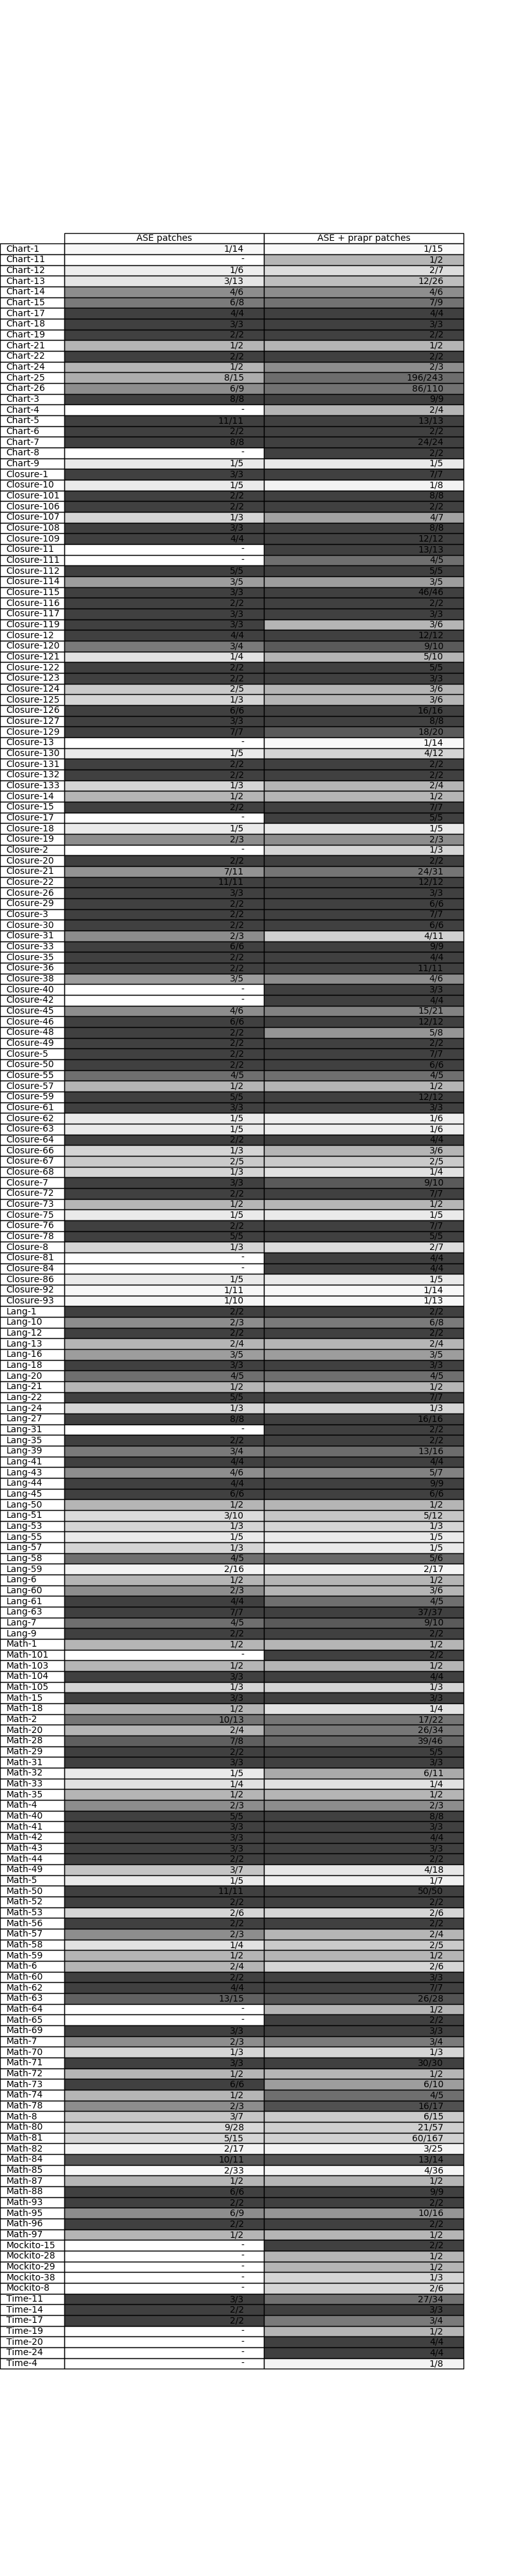 ASE patches ASE + prapr patches
Chart-1 1/14 1/15
Chart-11 - 1/2
Chart-12 1/6 2/7
Chart-13 3/13 12/26
Chart-14 4/6 4/6
Chart-15 6/8 7/9
Chart-17 4/4 4/4
Chart-18 3/3 3/3
Chart-19 2/2 2/2
Chart-21 1/2 1/2
Chart-22 2/2 2/2
Chart-24 1/2 2/3
Chart-25 8/15 196/243
Chart-26 6/9 86/110
Chart-3 8/8 9/9
Chart-4 - 2/4
Chart-5 11/11 13/13
Chart-6 2/2 2/2
Chart-7 8/8 24/24
Chart-8 - 2/2
Chart-9 1/5 1/5
Closure-1 3/3 7/7
Closure-10 1/5 1/8
Closure-101 2/2 8/8
Closure-106 2/2 2/2
Closure-107 1/3 4/7
Closure-108 3/3 8/8
Closure-109 4/4 12/12
Closure-11 - 13/13
Closure-111 - 4/5
Closure-112 5/5 5/5
Closure-114 3/5 3/5
Closure-115 3/3 46/46
Closure-116 2/2 2/2
Closure-117 3/3 3/3
Closure-119 3/3 3/6
Closure-12 4/4 12/12
Closure-120 3/4 9/10
Closure-121 1/4 5/10
Closure-122 2/2 5/5
Closure-123 2/2 3/3
Closure-124 2/5 3/6
Closure-125 1/3 3/6
Closure-126 6/6 16/16
Closure-127 3/3 8/8
Closure-129 7/7 18/20
Closure-13 - 1/14
Closure-130 1/5 4/12
Closure-131 2/2 2/2
Closure-132 2/2 2/2
Closure-133 1/3 2/4
Closure-14 1/2 1/2
Closure-15 2/2 7/7
Closure-17 - 5/5
Closure-18 1/5 1/5
Closure-19 2/3 2/3
Closure-2 - 1/3
Closure-20 2/2 2/2
Closure-21 7/11 24/31
Closure-22 11/11 12/12
Closure-26 3/3 3/3
Closure-29 2/2 6/6
Closure-3 2/2 7/7
Closure-30 2/2 6/6
Closure-31 2/3 4/11
Closure-33 6/6 9/9
Closure-35 2/2 4/4
Closure-36 2/2 11/11
Closure-38 3/5 4/6
Closure-40 - 3/3
Closure-42 - 4/4
Closure-45 4/6 15/21
Closure-46 6/6 12/12
Closure-48 2/2 5/8
Closure-49 2/2 2/2
Closure-5 2/2 7/7
Closure-50 2/2 6/6
Closure-55 4/5 4/5
Closure-57 1/2 1/2
Closure-59 5/5 12/12
Closure-61 3/3 3/3
Closure-62 1/5 1/6
Closure-63 1/5 1/6
Closure-64 2/2 4/4
Closure-66 1/3 3/6
Closure-67 2/5 2/5
Closure-68 1/3 1/4
Closure-7 3/3 9/10
Closure-72 2/2 7/7
Closure-73 1/2 1/2
Closure-75 1/5 1/5
Closure-76 2/2 7/7
Closure-78 5/5 5/5
Closure-8 1/3 2/7
Closure-81 - 4/4
Closure-84 - 4/4
Closure-86 1/5 1/5
Closure-92 1/11 1/14
Closure-93 1/10 1/13
Lang-1 2/2 2/2
Lang-10 2/3 6/8
Lang-12 2/2 2/2
Lang-13 2/4 2/4
Lang-16 3/5 3/5
Lang-18 3/3 3/3
Lang-20 4/5 4/5
Lang-21 1/2 1/2
Lang-22 5/5 7/7
Lang-24 1/3 1/3
Lang-27 8/8 16/16
Lang-31 - 2/2
Lang-35 2/2 2/2
Lang-39 3/4 13/16
Lang-41 4/4 4/4
Lang-43 4/6 5/7
Lang-44 4/4 9/9
Lang-45 6/6 6/6
Lang-50 1/2 1/2
Lang-51 3/10 5/12
Lang-53 1/3 1/3
Lang-55 1/5 1/5
Lang-57 1/3 1/5
Lang-58 4/5 5/6
Lang-59 2/16 2/17
Lang-6 1/2 1/2
Lang-60 2/3 3/6
Lang-61 4/4 4/5
Lang-63 7/7 37/37
Lang-7 4/5 9/10
Lang-9 2/2 2/2
Math-1 1/2 1/2
Math-101 - 2/2
Math-103 1/2 1/2
Math-104 3/3 4/4
Math-105 1/3 1/3
Math-15 3/3 3/3
Math-18 1/2 1/4
Math-2 10/13 17/22
Math-20 2/4 26/34
Math-28 7/8 39/46
Math-29 2/2 5/5
Math-31 3/3 3/3
Math-32 1/5 6/11
Math-33 1/4 1/4
Math-35 1/2 1/2
Math-4 2/3 2/3
Math-40 5/5 8/8
Math-41 3/3 3/3
Math-42 3/3 4/4
Math-43 3/3 3/3
Math-44 2/2 2/2
Math-49 3/7 4/18
Math-5 1/5 1/7
Math-50 11/11 50/50
Math-52 2/2 2/2
Math-53 2/6 2/6
Math-56 2/2 2/2
Math-57 2/3 2/4
Math-58 1/4 2/5
Math-59 1/2 1/2
Math-6 2/4 2/6
Math-60 2/2 3/3
Math-62 4/4 7/7
Math-63 13/15 26/28
Math-64 - 1/2
Math-65 - 2/2
Math-69 3/3 3/3
Math-7 2/3 3/4
Math-70 1/3 1/3
Math-71 3/3 30/30
Math-72 1/2 1/2
Math-73 6/6 6/10
Math-74 1/2 4/5
Math-78 2/3 16/17
Math-8 3/7 6/15
Math-80 9/28 21/57
Math-81 5/15 60/167
Math-82 2/17 3/25
Math-84 10/11 13/14
Math-85 2/33 4/36
Math-87 1/2 1/2
Math-88 6/6 9/9
Math-93 2/2 2/2
Math-95 6/9 10/16
Math-96 2/2 2/2
Math-97 1/2 1/2
Mockito-15 - 2/2
Mockito-28 - 1/2
Mockito-29 - 1/2
Mockito-38 - 1/3
Mockito-8 - 2/6
Time-11 3/3 27/34
Time-14 2/2 3/3
Time-17 2/2 3/4
Time-19 - 1/2
Time-20 - 4/4
Time-24 - 4/4
Time-4 - 1/8